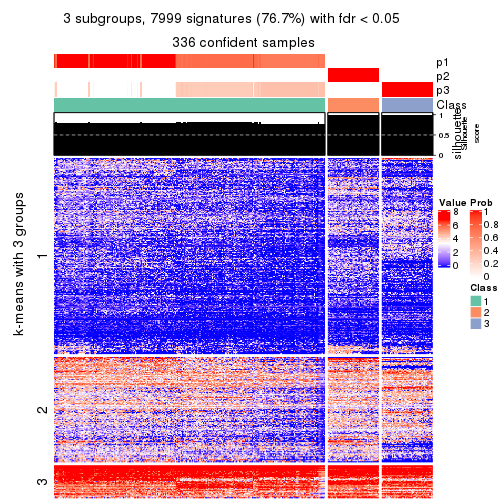 3 subgroups, 7999 signatures (76.7%) with fdr < 0.05
336 confident samples
p1
p2
p3
Class
silhouette
Silhouette
score
1
0.5
0
k-means with 3 groups
1
2
3
Value
8
6
4
2
0
Prob
1
0.8
0.6
0.4
0.2
0
Class
1
2
3